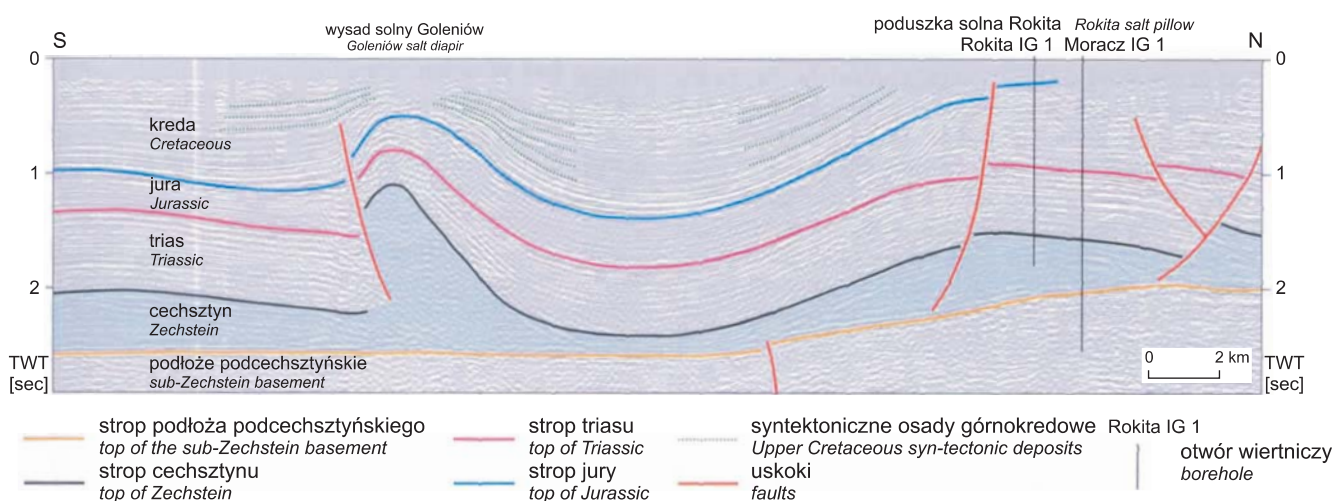 wysad solny Goleniów
Goleniów salt diapir
poduszka solna Rokita Rokita salt pillow
Rokita IG 1 Moracz IG 1
S
N
0
0
kreda
Cretaceous
1
1
jura
Jurassic
trias
Triassic
2
2
cechsztyn
Zechstein
TWT
[sec]
podłoże podcechsztyńskie
sub-Zechstein basement
0 2 km
TWT
[sec]
strop podłoża podcechsztyńskiego
top of the sub-Zechstein basement
strop cechsztynu
top of Zechstein
strop triasu
top of Triassic
strop jury
top of Jurassic
syntektoniczne osady górnokredowe
Upper Cretaceous syn-tectonic deposits
uskoki
faults
Rokita IG 1
otwór wiertniczy
borehole